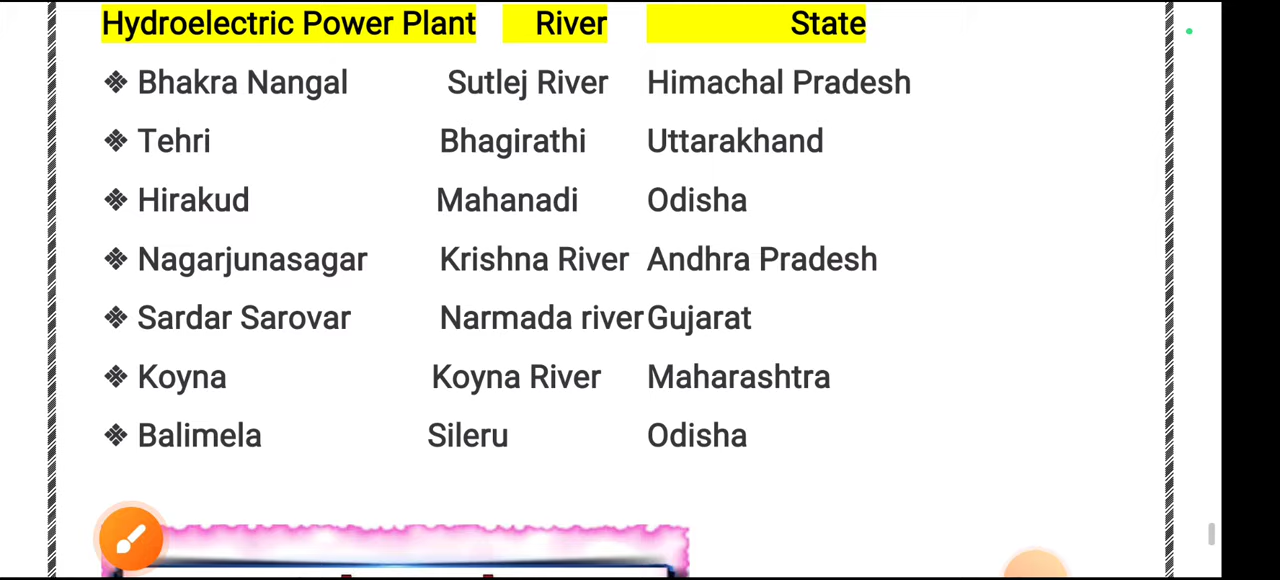 Hydroelectric Power Plant River State
❖ Bhakra Nangal Sutlej River Himachal Pradesh
❖ Tehri Bhagirathi Uttarakhand
❖ Hirakud Mahanadi Odisha
❖ Nagarjunasagar Krishna River Andhra Pradesh
❖ Sardar Sarovar Narmada river Gujarat
❖ Koyna Koyna River Maharashtra
❖ Balimela Sileru Odisha